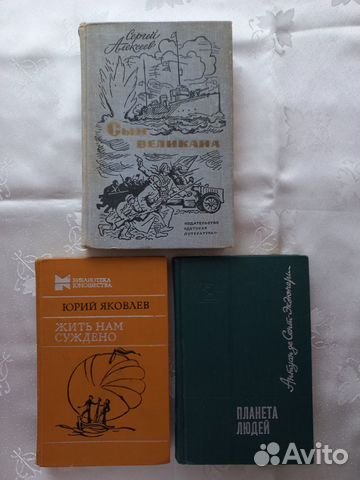 Сергей
Алексеев
Сын
великана
ИЗДАТЕЛЬСТВО
«ДЕТСКАЯ
ЛИТЕРАТУРА»
БИБЛИОТЕКА
ЮНОШЕСТВА
ЮРИЙ ЯКОВЛЕВ
ЖИТЬ НАМ
СУЖДЕНО
Антуан де Сент-Экзюпери
ПЛАНЕТА
ЛЮДЕЙ
Avito